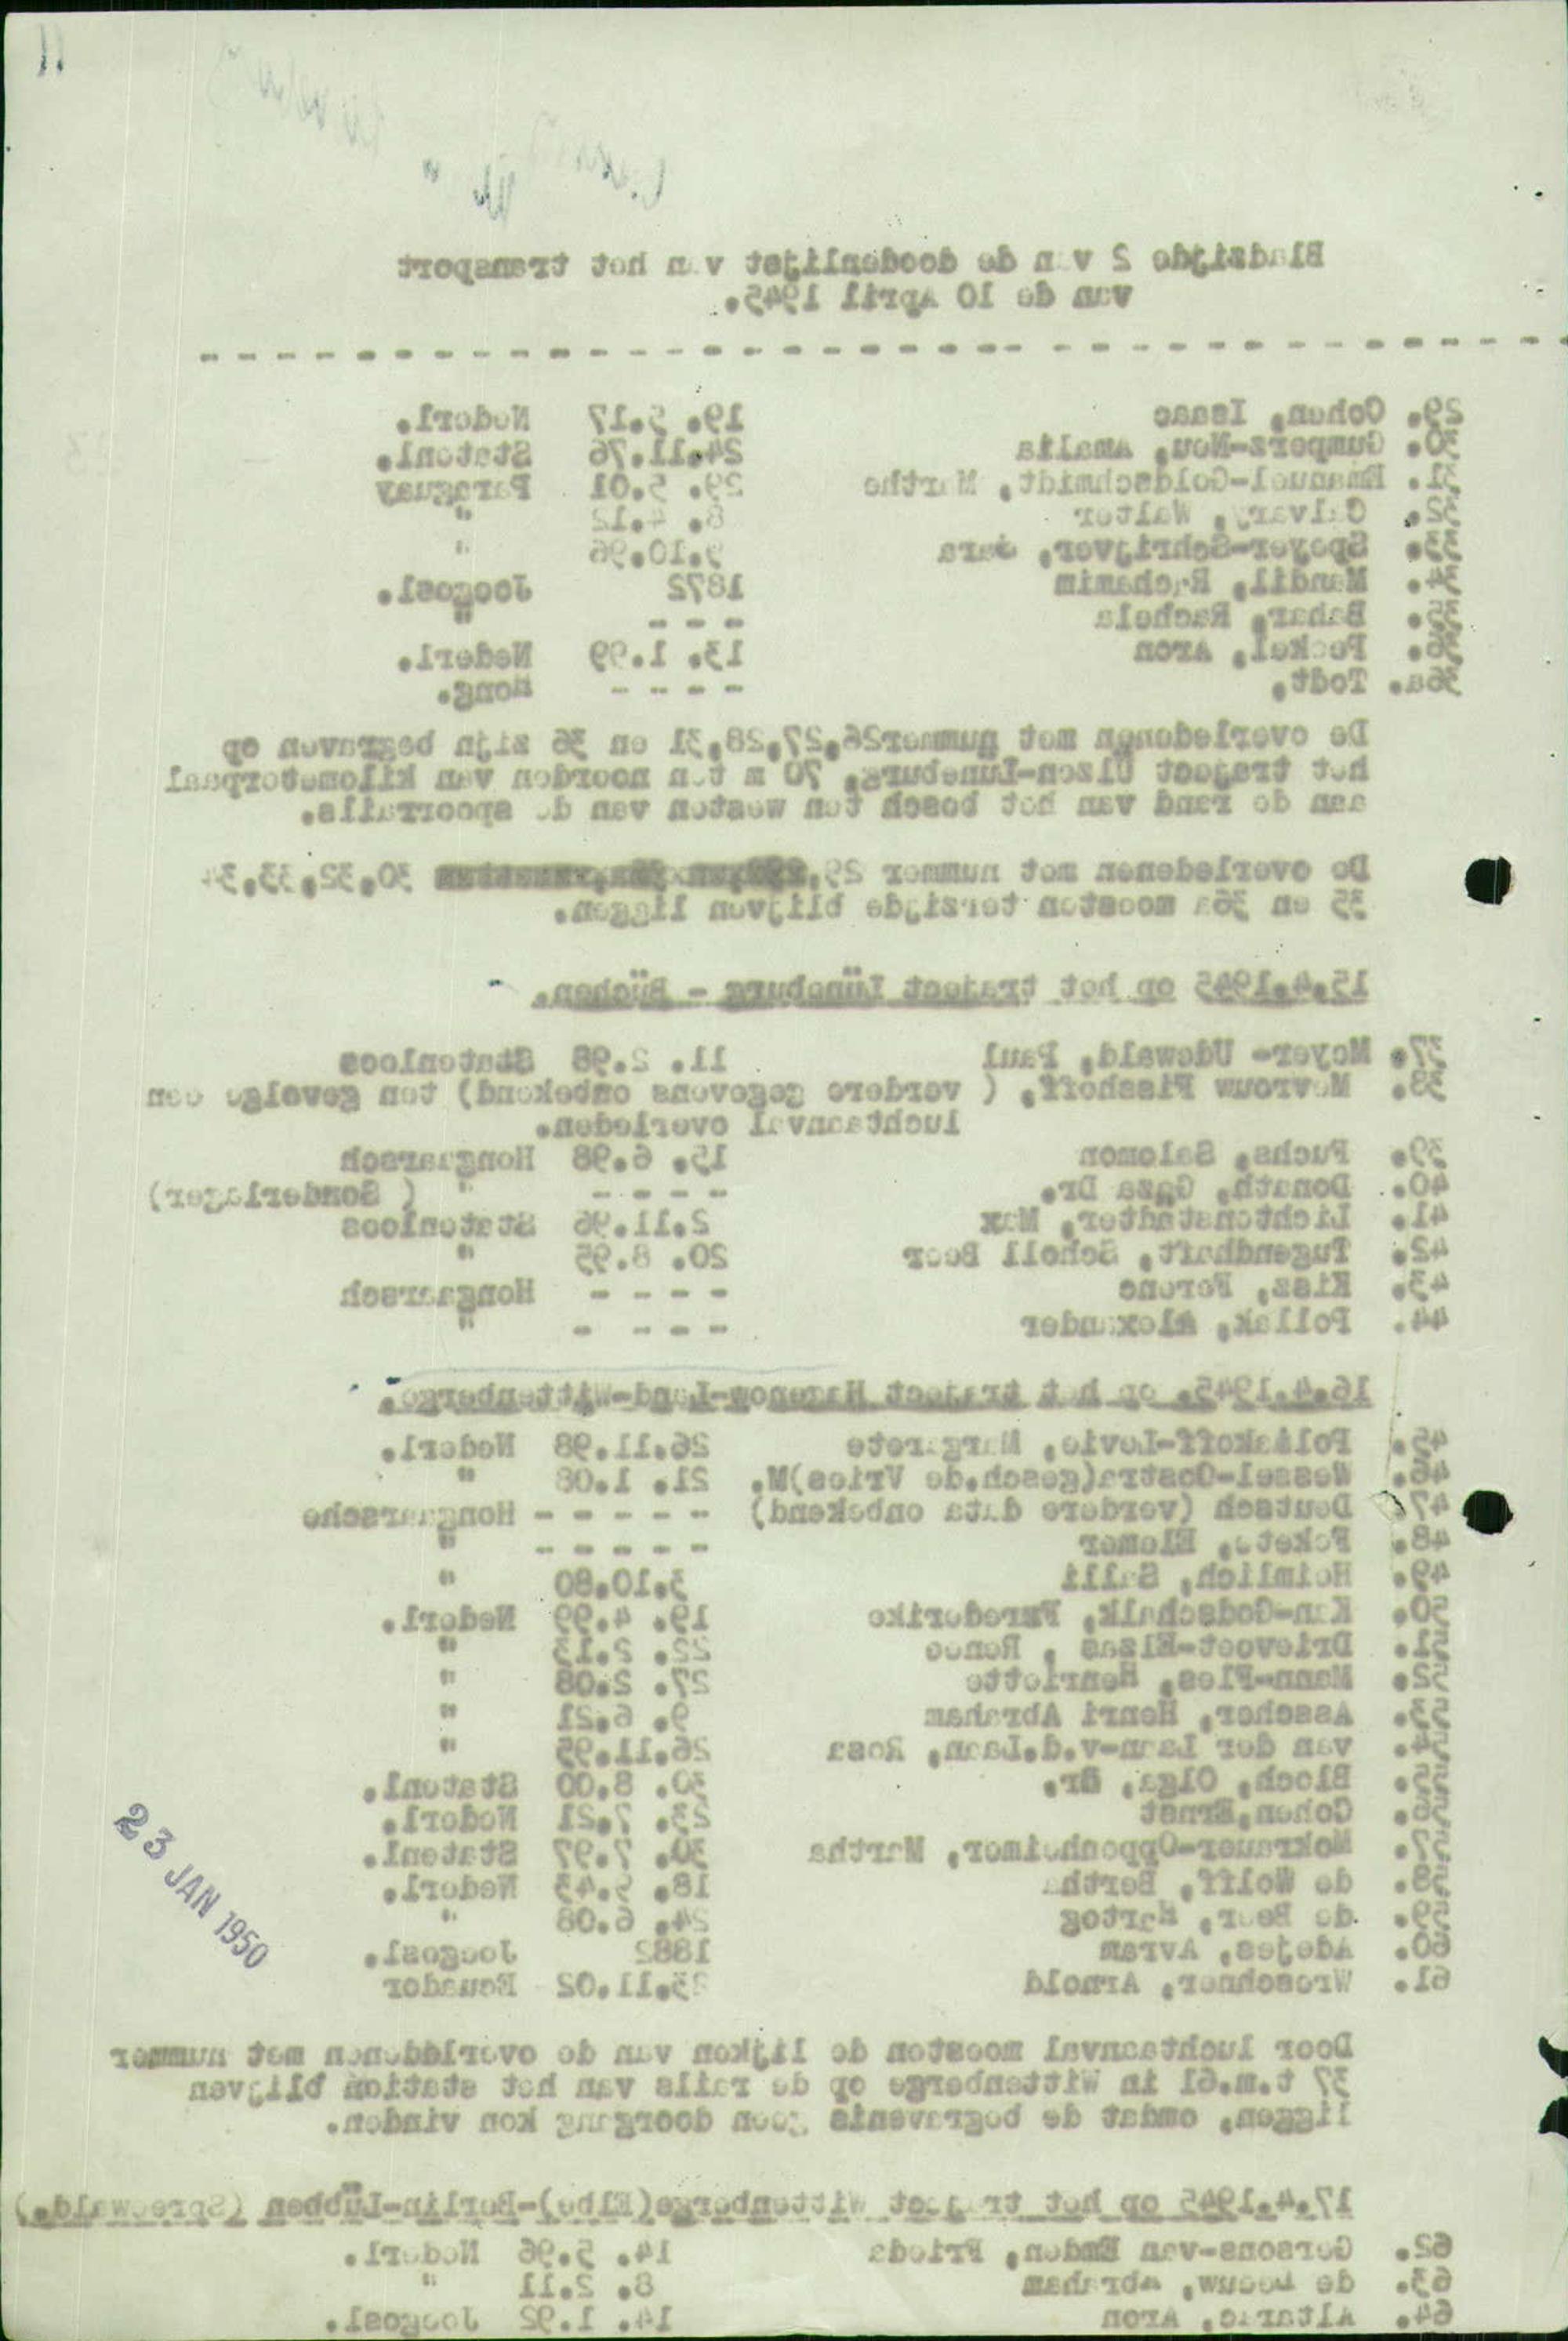 Bladzijde 2 van de doodenlijst van het transport
van de 10 April 1945.
29. Cohen, Isaac 19. 5.17 Nederl.
30. Gumpers-Neu, Amalia 24.11.76 Statenl.
31. Emanuel-Goldschmidt, Marthe 29. 5.01 Paraguay
32. Calvary, Walter 8. 4.12 "
33. Speyer-Schrijver, Sara 9.10.96 "
34. Mandil, Rachamim 1872 Joegosl.
35. Bahar, Rachela - - - "
36. Peckel, Aron 13. 1.99 Nederl.
36a. Todt, - - - - Hong.
De overledenen met nummer 26,27,28,31 en 36 zijn begraven op
het traject Ülzen-Luneburg, 70 m ten noorden van kilometerpaal
aan de rand van het bosch ten westen van de spoorrails.
De overledenen met nummer 29, 30,32,33,34
35 en 36a moesten terzijde blijven liggen.
15.4.1945 op het traject Lüneburg - Büchen.
37. Meyer- Udewald, Paul 11. 2.98 Statenloos
38. Mevrouw Fisshoff, ( verdere gegevens onbekend) ten gevolge een
luchtaanval overleden.
39. Fuchs, Salomon 15. 6.98 Hongaarsch
40. Donath, Gaza Dr. - - - - " ( Sonderlager)
41. Lichtenstadter, Max 2.11.96 Statenloos
42. Tugendhaft, Scholl Beer 20. 8.95 "
43. Kiss, Ferenc - - - - Hongaarsch
44. Pollak, Alexander - - - - "
16.4.1945. op het traject Hagenow-Land-Wittenberge.
45. Poliakoff-Levie, Margarete 26.11.98 Nederl.
46. Wessel-Oostra(gesch.de Vries)M. 21. 1.08 "
47. Deutsch (verdere data onbekend) - - - - - Hongaarsche
48. Fekete, Elemer - - - - - "
49. Heimlich, Salli 3.10.80 "
50. Kan-Godschalk, Frederike 19. 4.99 Nederl.
51. Drievoet-Elzas , Renee 22. 2.13 "
52. Mann-Fles, Henriette 27. 2.08 "
53. Asscher, Henri Abraham 9. 6.21 "
54. van der Laan-v.d.Laan, Rosa 26.11.95 "
55. Bloch, Olga, Dr. 30. 8.00 Statenl.
56. Cohen,Ernst 23. 7.21 Nederl.
57. Mokrauer-Oppenheimer, Martha 30. 7.97 Statenl.
58. de Wolff, Bertha 18. 9.43 Nederl.
59. de Beer, Hartog 24. 6.08 "
60. Adejes, Avram 1882 Joegosl.
61. Wreschner, Arnold 23.11.02 Ecuador
23 JAN 1950
Door luchtaanval moesten de lijken van de overledenen met nummer
37 t.m.61 in Wittenberge op de rails van het station blijven
liggen, omdat de begravenis geen doorgang kon vinden.
17.4.1945 op het traject Wittenberge(Elbe)-Berlin-Lübben (Spreewald.)
62. Gersons-van Emden, Frieda 14. 5.96 Nederl.
63. de Leeuw, Abraham 8. 2.11 "
64. Altarac, Aron 14. 1.92 Joegosl.